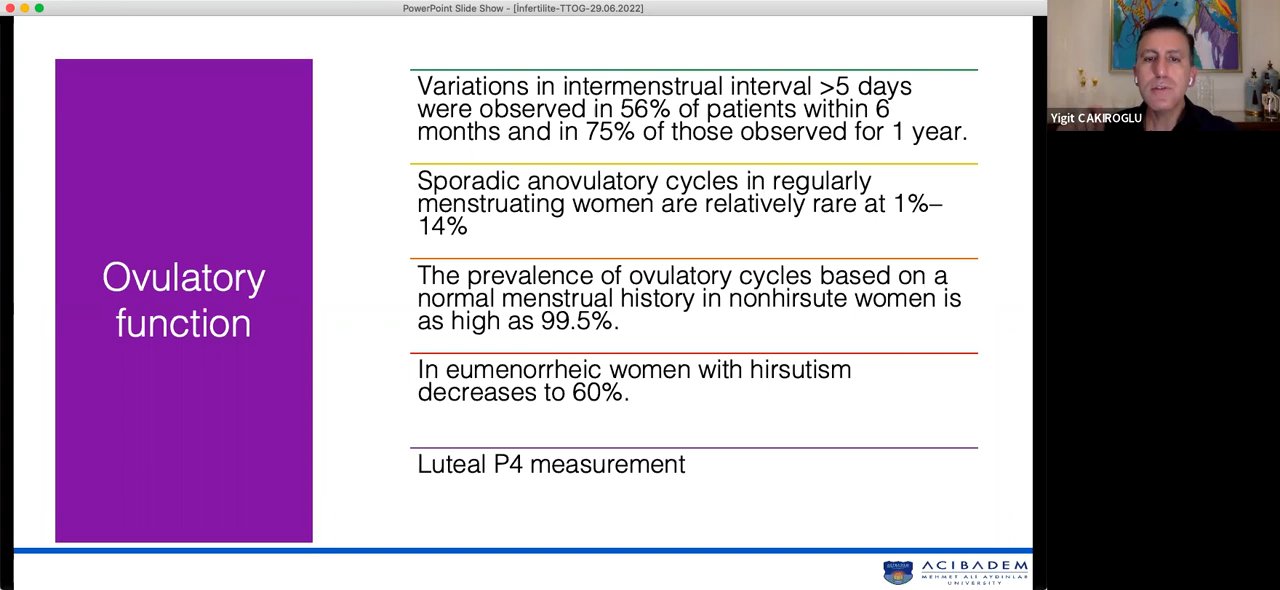 PowerPoint Slide Show - [İnfertilite-TTOG-29.06.2022]
Ovulatory
function
Variations in intermenstrual interval >5 days
were observed in 56% of patients within 6
months and in 75% of those observed for 1 year.
Sporadic anovulatory cycles in regularly
menstruating women are relatively rare at 1%–
14%
The prevalence of ovulatory cycles based on a
normal menstrual history in nonhirsute women is
as high as 99.5%.
In eumenorrheic women with hirsutism
decreases to 60%.
Luteal P4 measurement
Yigit CAKIROGLU
ACIBADEM
MEHMET ALİ AYDINLAR
UNIVERSITY